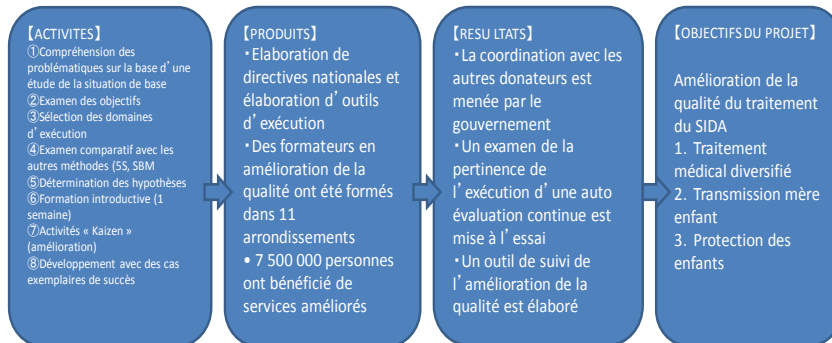 【ACTIVITES】
①Compréhension des
problématiques sur la base d’une
étude de la situation de base
②Examen des objectifs
③Sélection des domaines
d’exécution
④Examen comparatif avec les
autres méthodes (5S, SBM
⑤Détermination des hypothèses
⑥Formation introductive (1
semaine)
⑦Activités « Kaizen »
(amélioration)
⑧Développement avec des cas
exemplaires de succès
【PRODUITS】
・Elaboration de
directives nationales et
élaboration d’outils
d’exécution
・Des formateurs en
amélioration de la
qualité ont été formés
dans 11
arrondissements
• 7 500 000 personnes
ont bénéficié de
services améliorés
【RESU LTATS】
・La coordination avec les
autres donateurs est
menée par le
gouvernement
・Un examen de la
pertinence de
l’exécution d’une auto
évaluation continue est
mise à l’essai
・Un outil de suivi de
l’amélioration de la
qualité est élaboré
【OBJECTIFS DU PROJET】
Amélioration de la
qualité du traitement
du SIDA
1. Traitement
médical diversifié
2. Transmission mère
enfant
3. Protection des
enfants